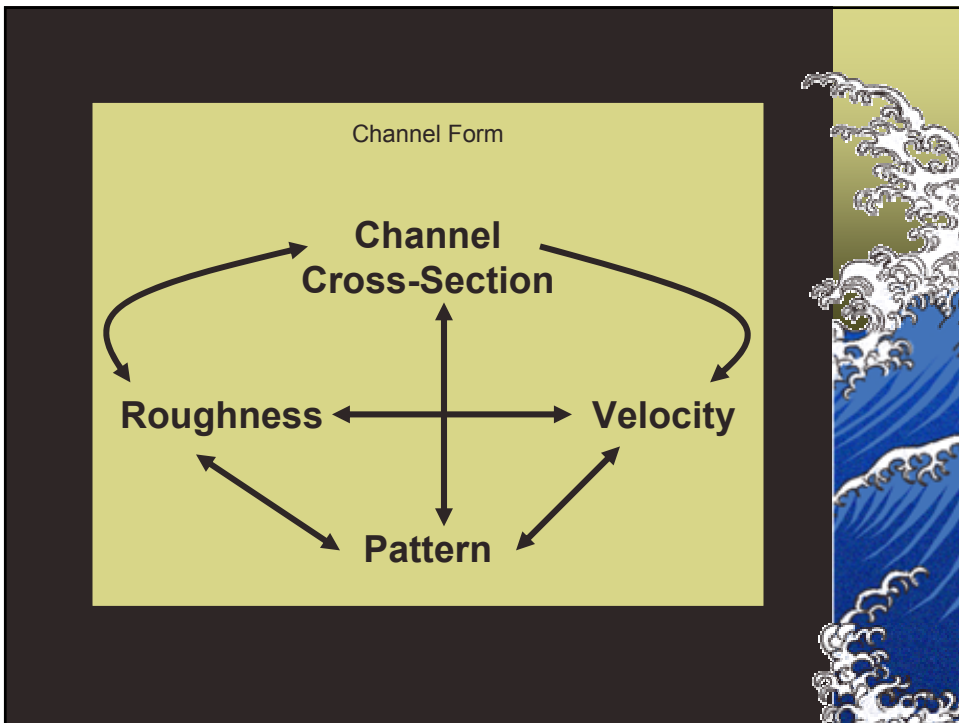 Channel Form
Channel
Cross-Section
Roughness
Velocity
Pattern